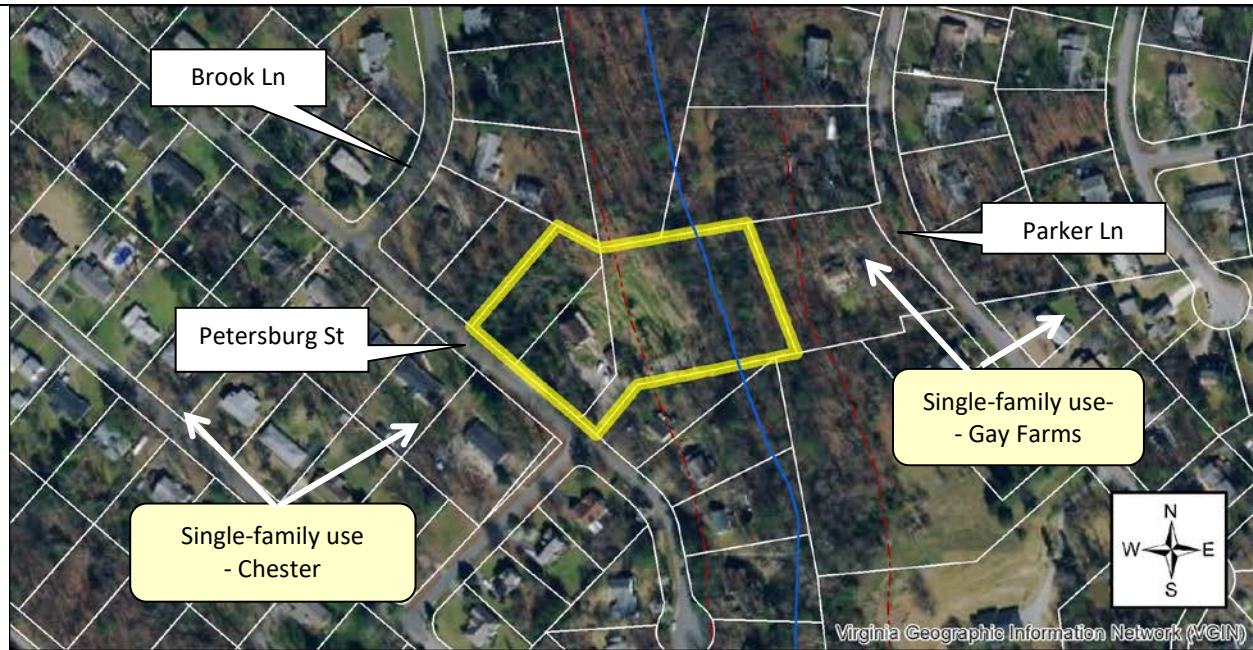 Brook Ln
Parker Ln
Petersburg St
Single-family use-
- Gay Farms
Single-family use
- Chester
N
W
E
S
Virginia Geographic Information Network (VGIN)